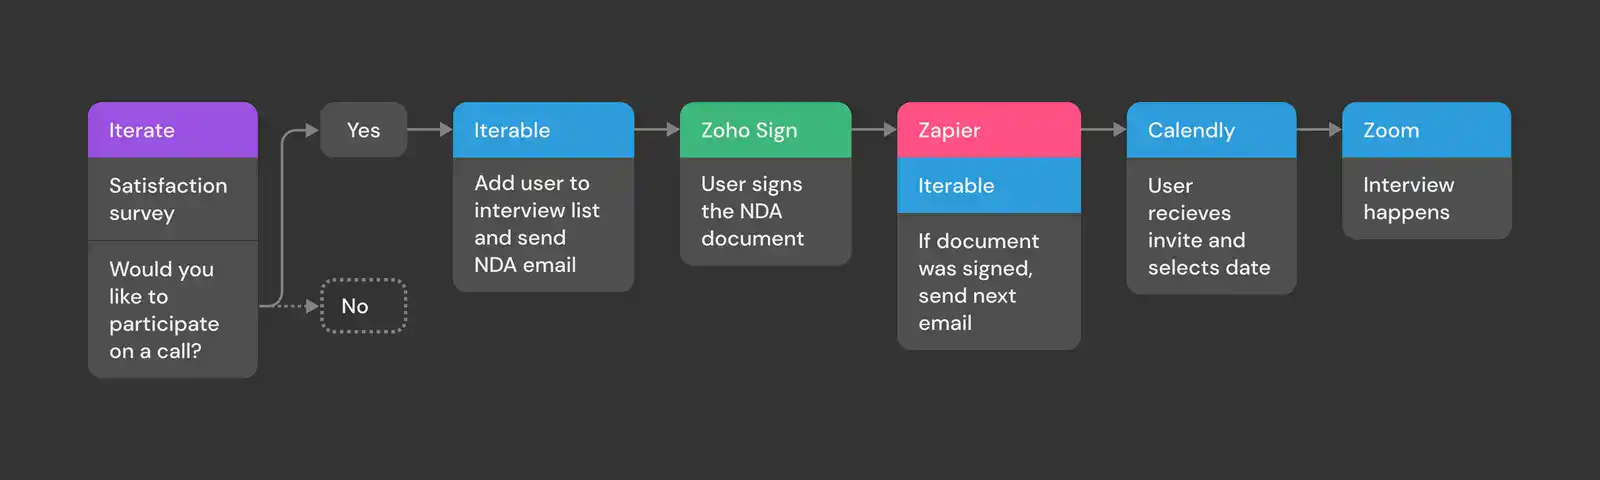 Iterate
Satisfaction
survey
Would you
like to
participate
on a call?
Yes
No
Iterable
Add user to
interview list
and send
NDA email
Zoho Sign
User signs
the NDA
document
Zapier
Iterable
If document
was signed,
send next
email
Calendly
User
recieves
invite and
selects date
Zoom
Interview
happens